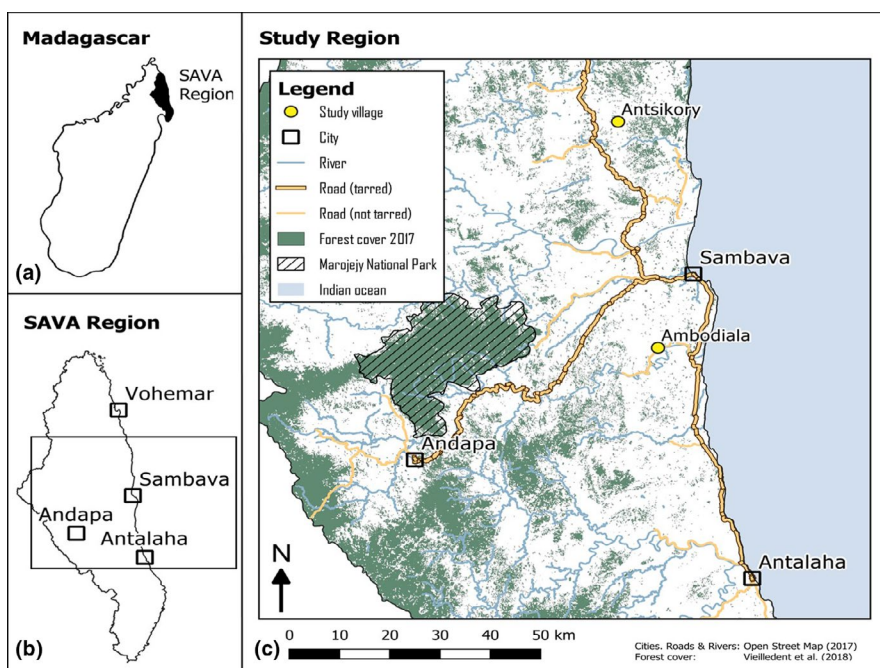 Madagascar
SAVA
Region
(a)
SAVA Region
Vohemar
Sambava
Andapa
Antalaha
(b)
Study Region
Legend
Study village
City
River
Road (tarred)
Road (not tarred)
Forest cover 2017
Marojejy National Park
Indian ocean
Antsikory
Sambava
Ambodiala
Andapa
Antalaha
N
(c)
0 10 20 30 40 50 km
Cities. Roads & Rivers: Open Street Map (2017)
Forest cover: Vieilledent et al. (2018)